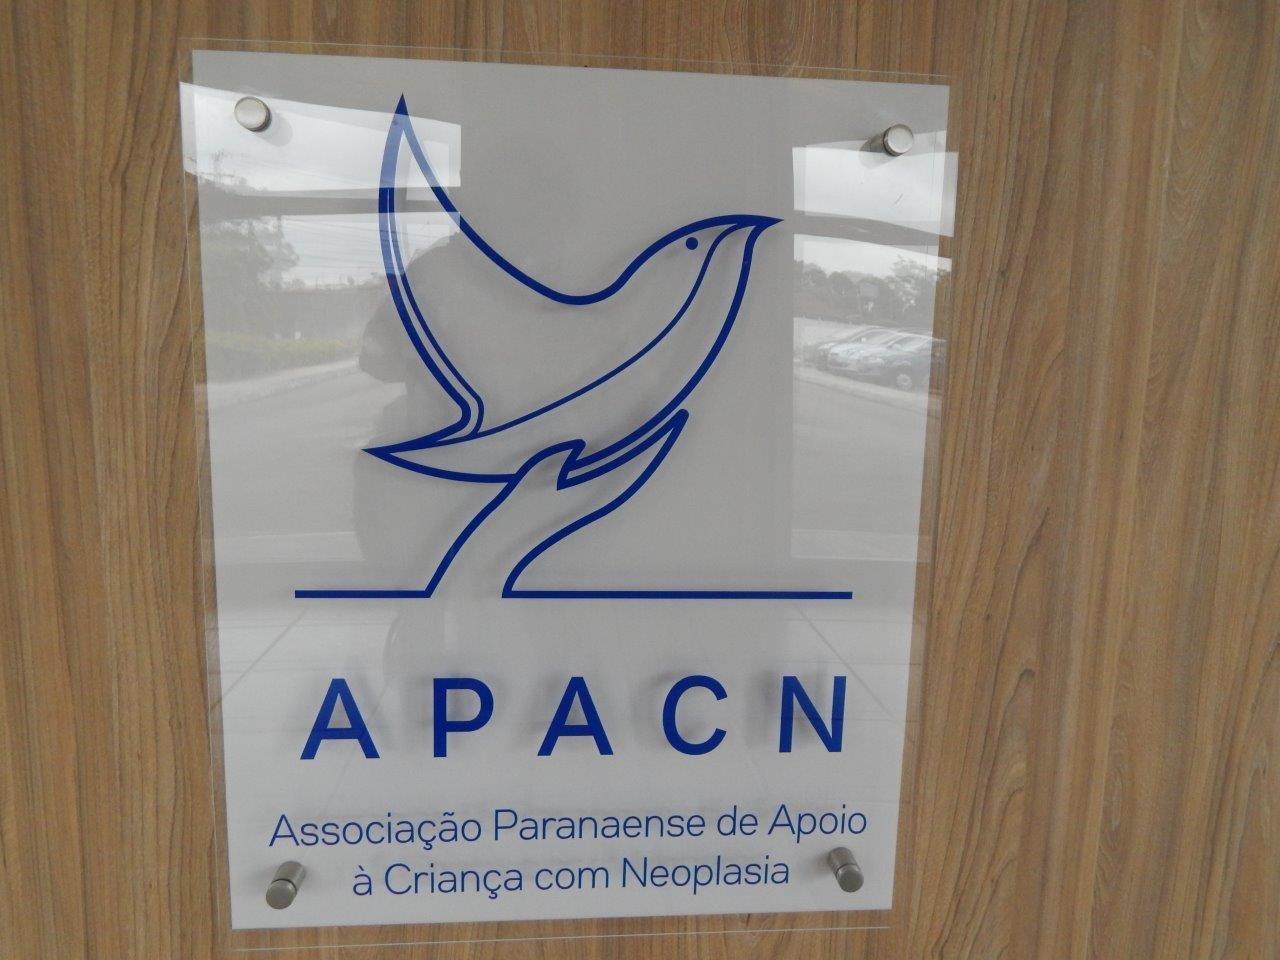 APACN
Associação Paranaense de Apoio
à Criança com Neoplasia